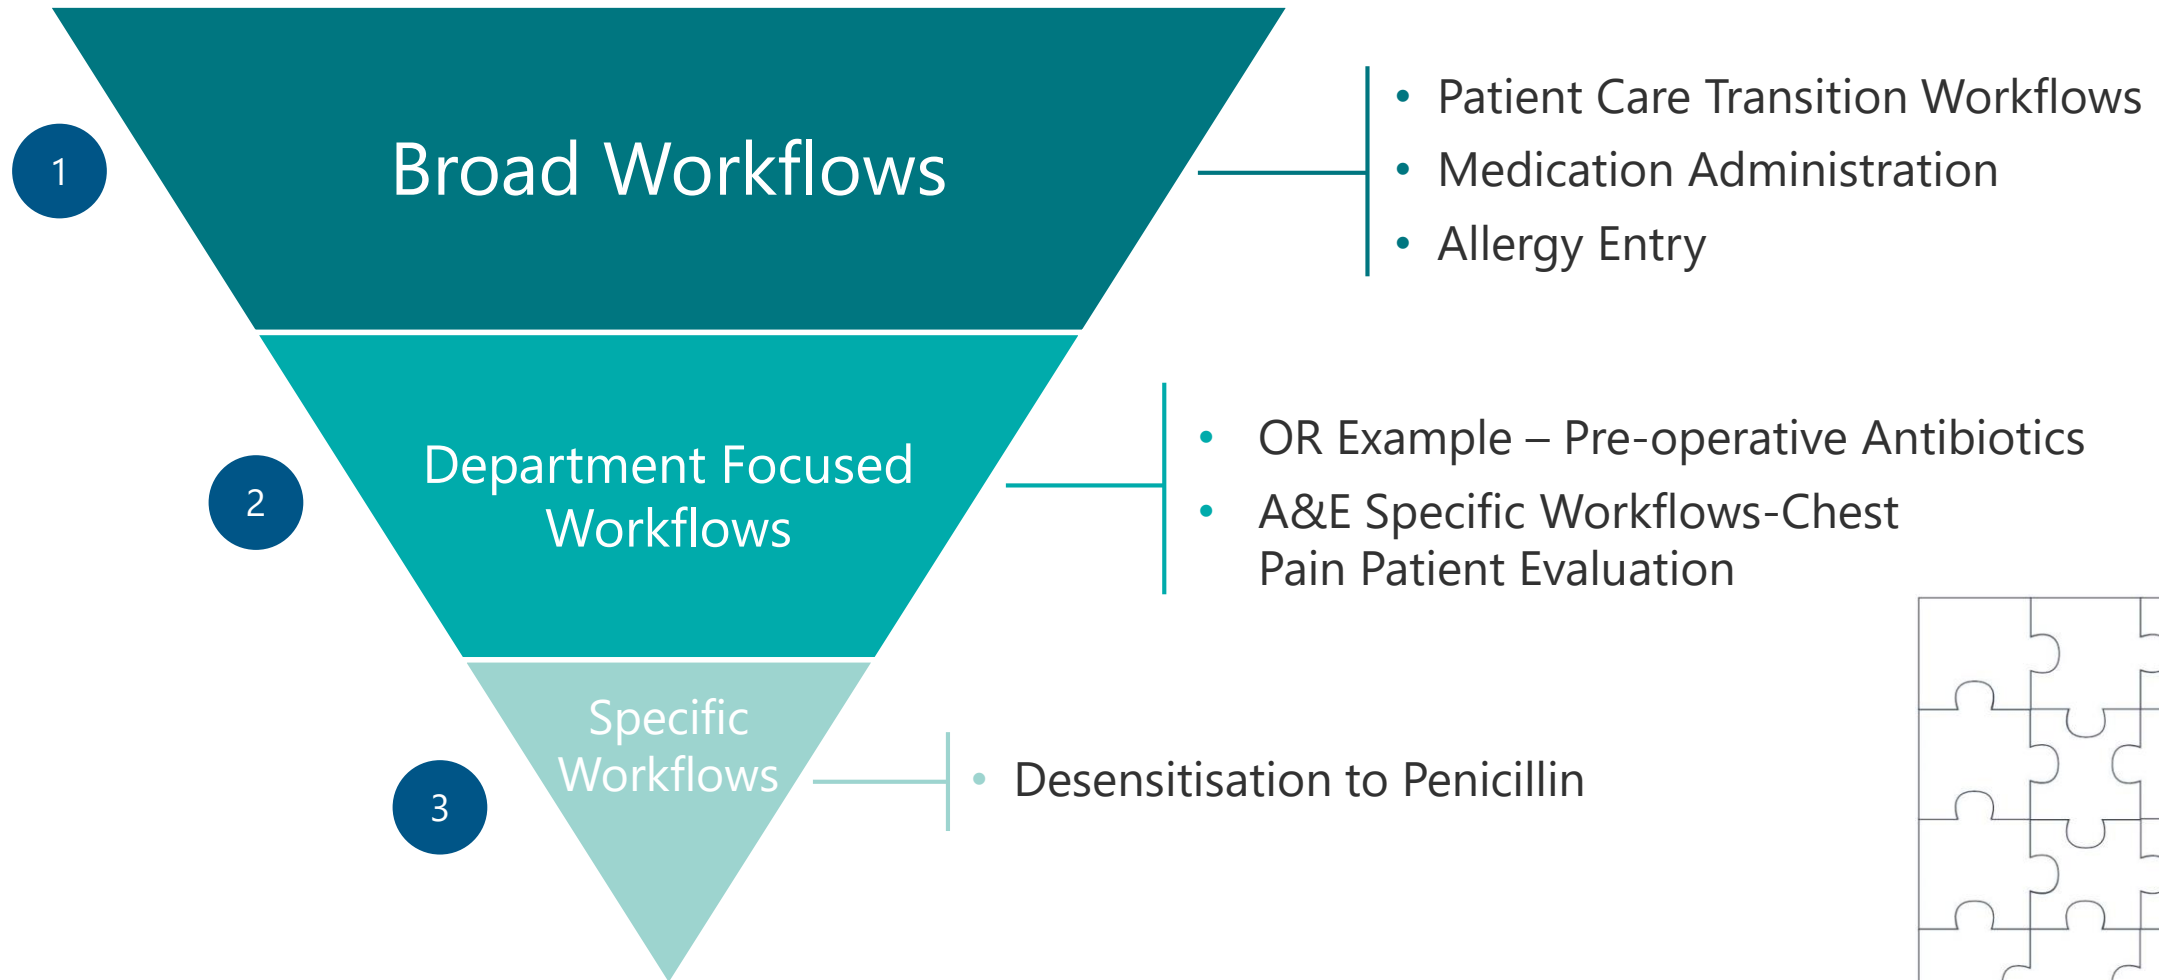 1
Broad Workflows
• Patient Care Transition Workflows
• Medication Administration
• Allergy Entry
2
Department Focused
Workflows
• OR Example – Pre-operative Antibiotics
• A&E Specific Workflows-Chest
Pain Patient Evaluation
3
Specific
Workflows
• Desensitisation to Penicillin